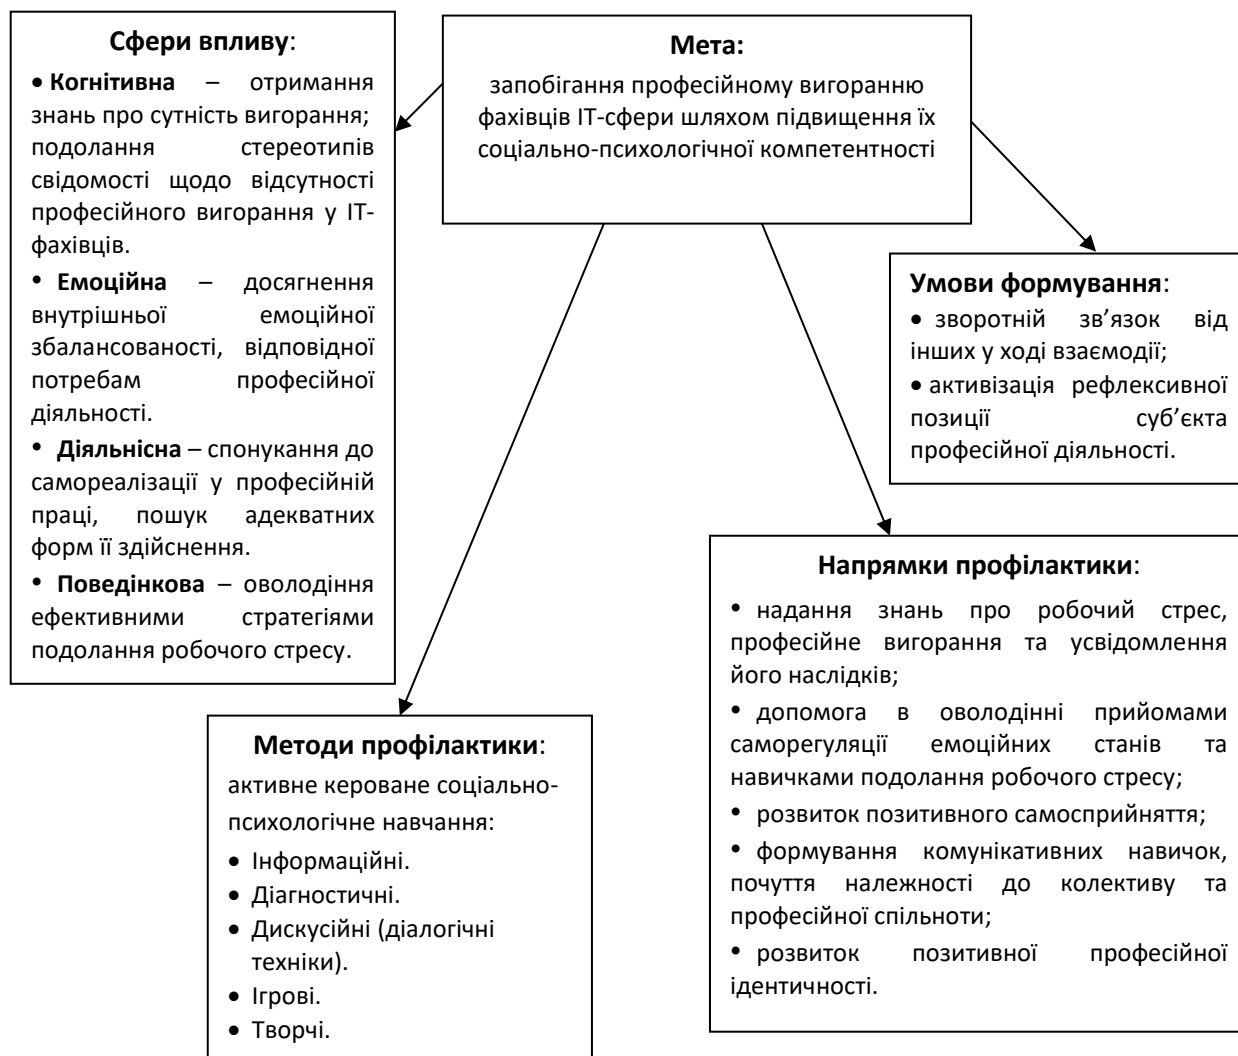 Сфери впливу:
• Когнітивна – отримання
знань про сутність вигорання;
подолання стереотипів
свідомості щодо відсутності
професійного вигорання у ІТ-
фахівців.
• Емоційна – досягнення
внутрішньої емоційної
збалансованості, відповідної
потребам професійної
діяльності.
• Діяльнісна – спонукання до
самореалізації у професійній
праці, пошук адекватних
форм її здійснення.
• Поведінкова – оволодіння
ефективними стратегіями
подолання робочого стресу.
Мета:
запобігання професійному вигоранню
фахівців ІТ-сфери шляхом підвищення їх
соціально-психологічної компетентності
Умови формування:
• зворотній зв’язок від
інших у ході взаємодії;
• активізація рефлексивної
позиції суб’єкта
професійної діяльності.
Методи профілактики:
активне кероване соціально-
психологічне навчання:
• Інформаційні.
• Діагностичні.
• Дискусійні (діалогічні
техніки).
• Ігрові.
• Творчі.
Напрямки профілактики:
• надання знань про робочий стрес,
професійне вигорання та усвідомлення
його наслідків;
• допомога в оволодінні прийомами
саморегуляції емоційних станів та
навичками подолання робочого стресу;
• розвиток позитивного самосприйняття;
• формування комунікативних навичок,
почуття належності до колективу та
професійної спільноти;
• розвиток позитивної професійної
ідентичності.